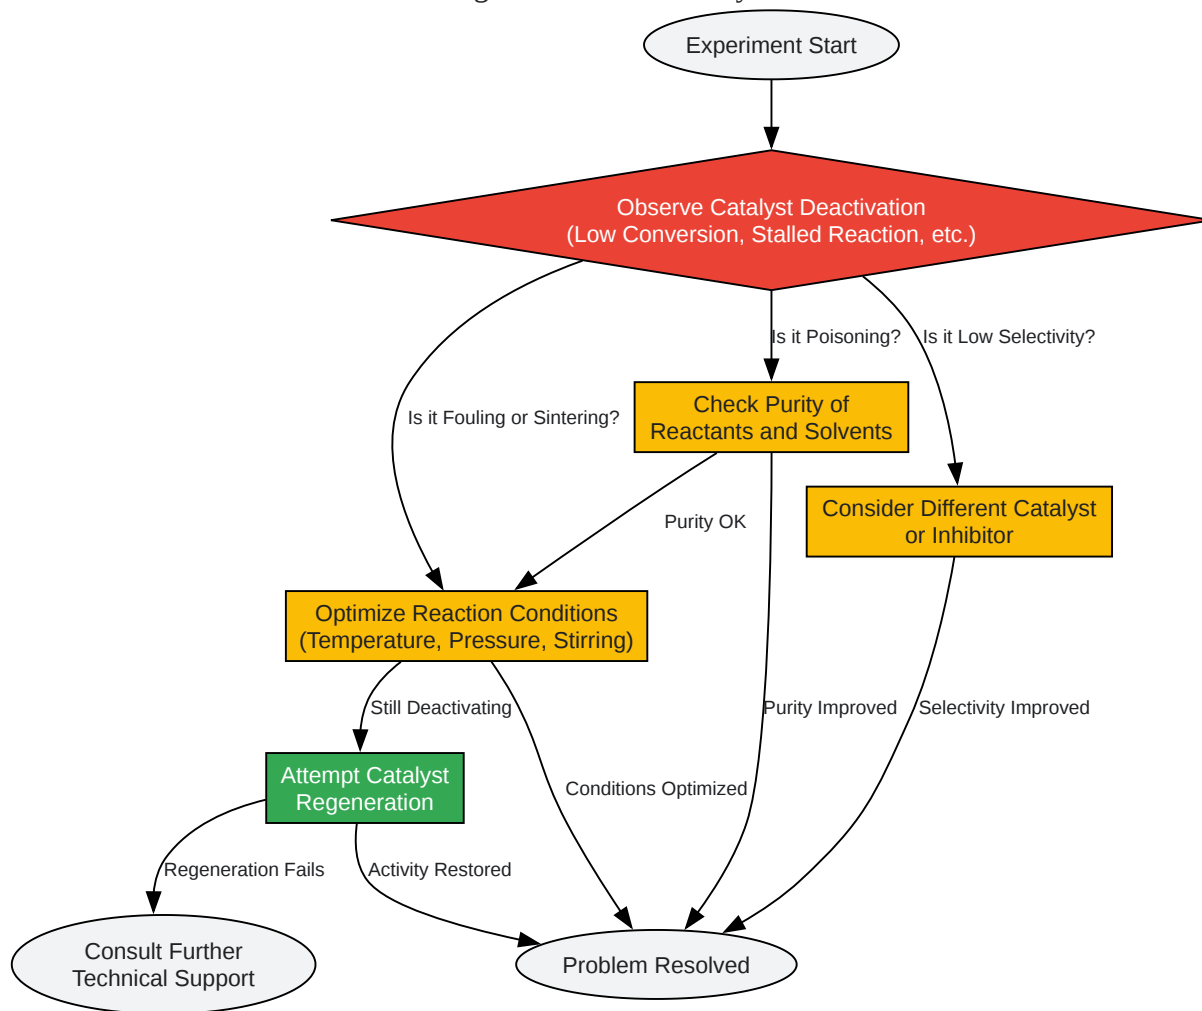 Experiment Start
Observe Catalyst Deactivation
(Low Conversion, Stalled Reaction, etc.)
Is it Poisoning?
Is it Low Selectivity?
Is it Fouling or Sintering?
Check Purity of
Reactants and Solvents
Consider Different Catalyst
or Inhibitor
Purity OK
Optimize Reaction Conditions
(Temperature, Pressure, Stirring)
Still Deactivating
Purity Improved
Selectivity Improved
Attempt Catalyst
Regeneration
Conditions Optimized
Regeneration Fails
Activity Restored
Consult Further
Technical Support
Problem Resolved